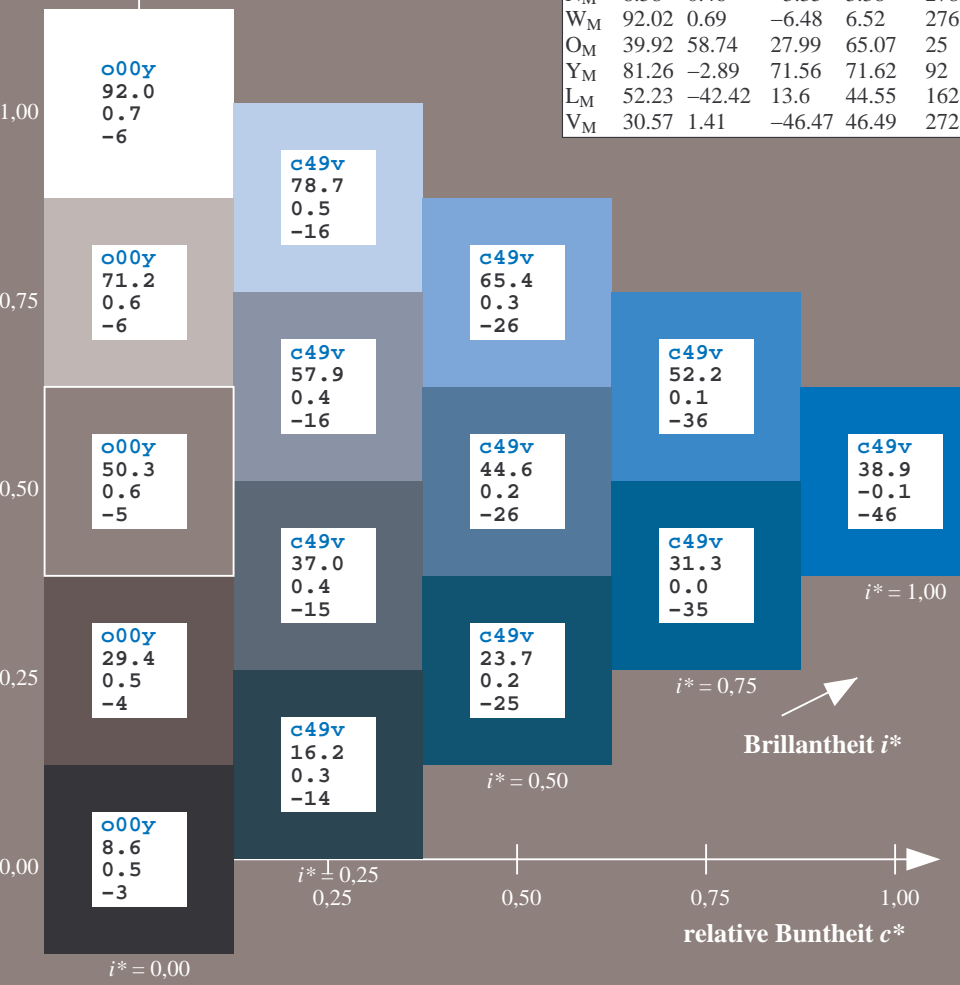 W_M 92.02 0.69 −6.48 6.52 276
O_M 39.92 58.74 27.99 65.07 25
Y_M 81.26 −2.89 71.56 71.62 92
L_M 52.23 −42.42 13.6 44.55 162
V_M 30.57 1.41 −46.47 46.49 272
1,00
o00y
92.0
0.7
−6
c49v
78.7
0.5
−16
0,75
o00y
71.2
0.6
−6
c49v
65.4
0.3
−26
c49v
57.9
0.4
−16
c49v
52.2
0.1
−36
0,50
o00y
50.3
0.6
−5
c49v
44.6
0.2
−26
c49v
38.9
−0.1
−46
i* = 1,00
c49v
37.0
0.4
−15
c49v
31.3
0.0
−35
i* = 0,75
0,25
o00y
29.4
0.5
−4
c49v
23.7
0.2
−25
i* = 0,50
Brillantheit i*
c49v
16.2
0.3
−14
i* = 0,25
0,00
o00y
8.6
0.5
−3
i* = 0,00
0,25 0,50 0,75 1,00
relative Buntheit c*